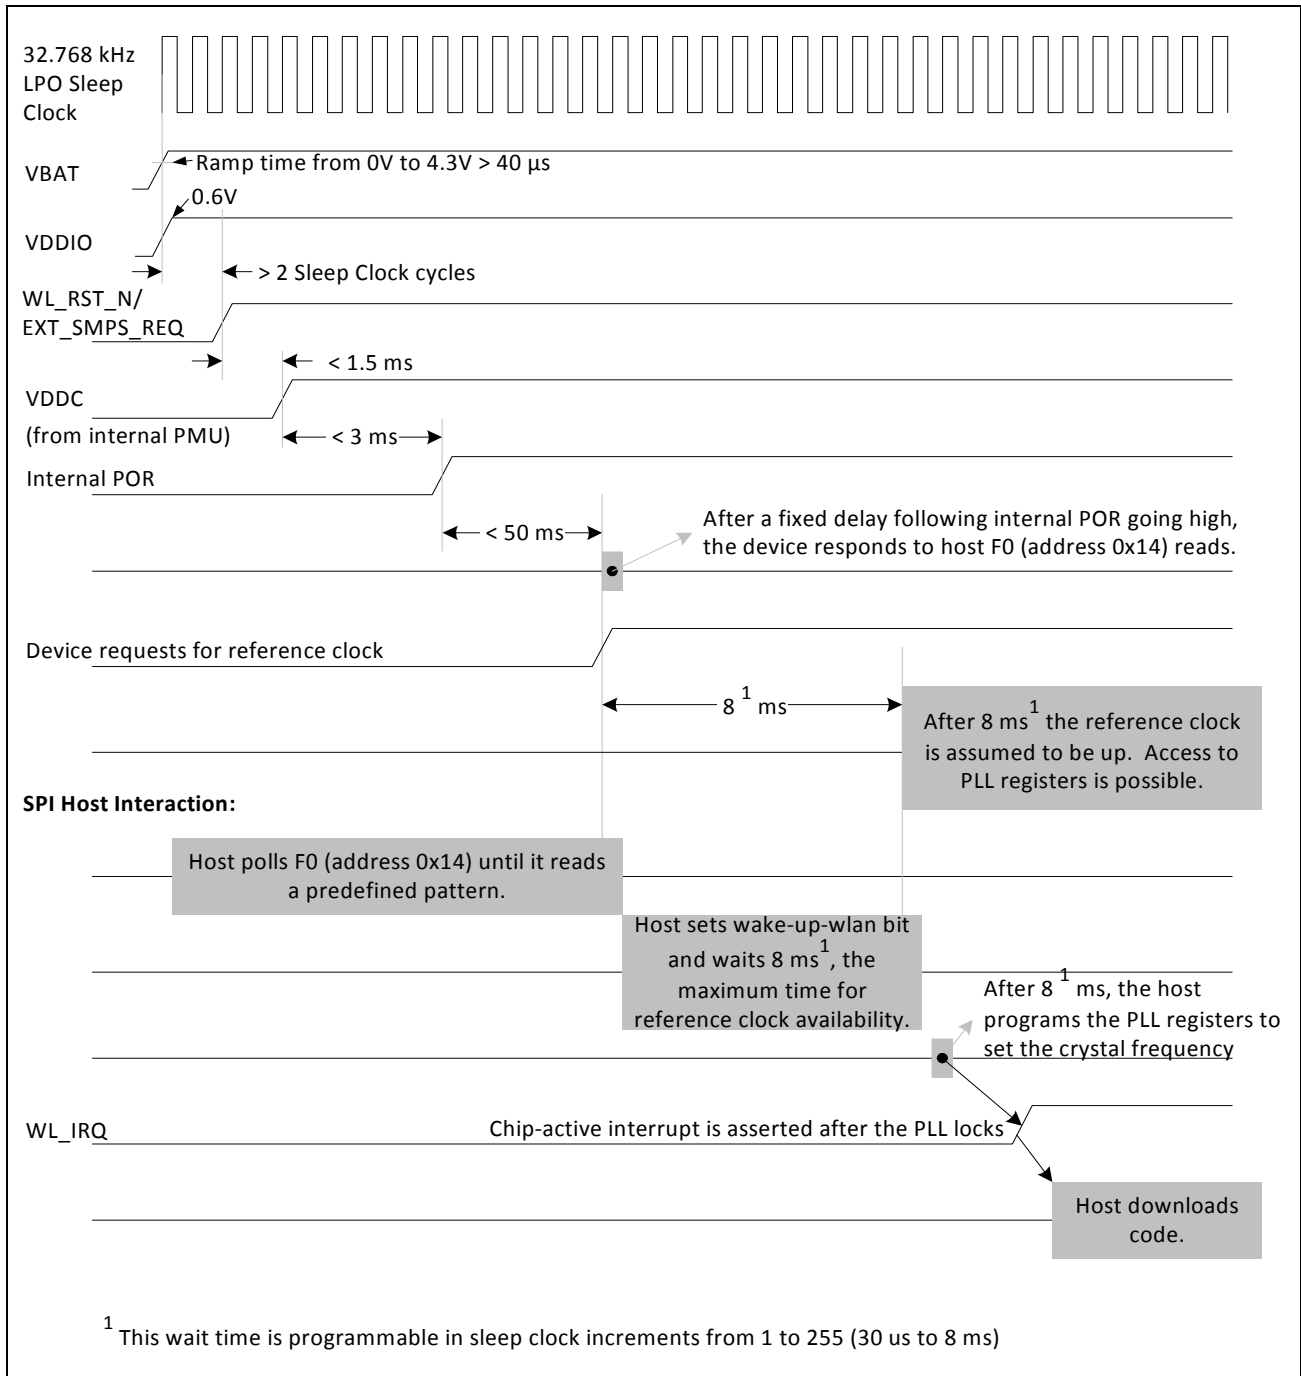 32.768 kHz
LPO Sleep
Clock
VBAT
Ramp time from 0V to 4.3V > 40 µs
0.6V
VDDIO
> 2 Sleep Clock cycles
WL_RST_N/
EXT_SMPS_REQ
< 1.5 ms
VDDC
(from internal PMU)
< 3 ms
Internal POR
< 50 ms
After a fixed delay following internal POR going high,
the device responds to host F0 (address 0x14) reads.
Device requests for reference clock
8 1 ms
After 8 ms1 the reference clock
is assumed to be up. Access to
PLL registers is possible.
SPI Host Interaction:
Host polls F0 (address 0x14) until it reads
a predefined pattern.
Host sets wake-up-wlan bit
and waits 8 ms1, the
maximum time for
reference clock availability.
After 8 1 ms, the host
programs the PLL registers to
set the crystal frequency
WL_IRQ
Chip-active interrupt is asserted after the PLL locks
Host downloads
code.
1 This wait time is programmable in sleep clock increments from 1 to 255 (30 us to 8 ms)